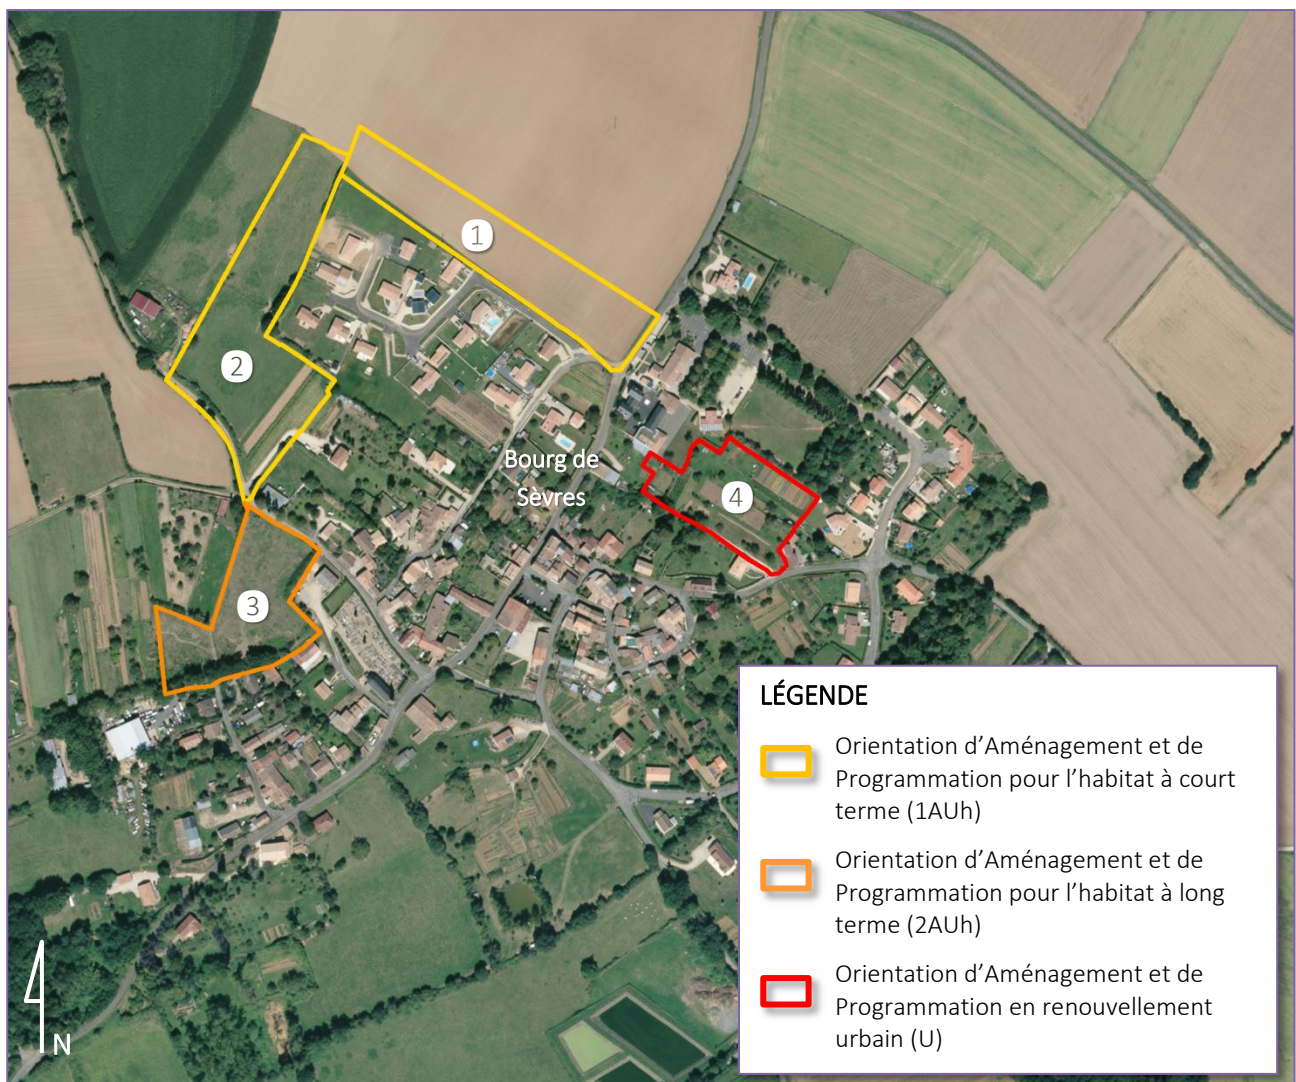 1
2
Bourg de
Sèvres
4
3
LÉGENDE
Orientation d’Aménagement et de
Programmation pour l’habitat à court
terme (1AUh)
Orientation d’Aménagement et de
Programmation pour l’habitat à long
terme (2AUh)
Orientation d’Aménagement et de
Programmation en renouvellement
urbain (U)
N